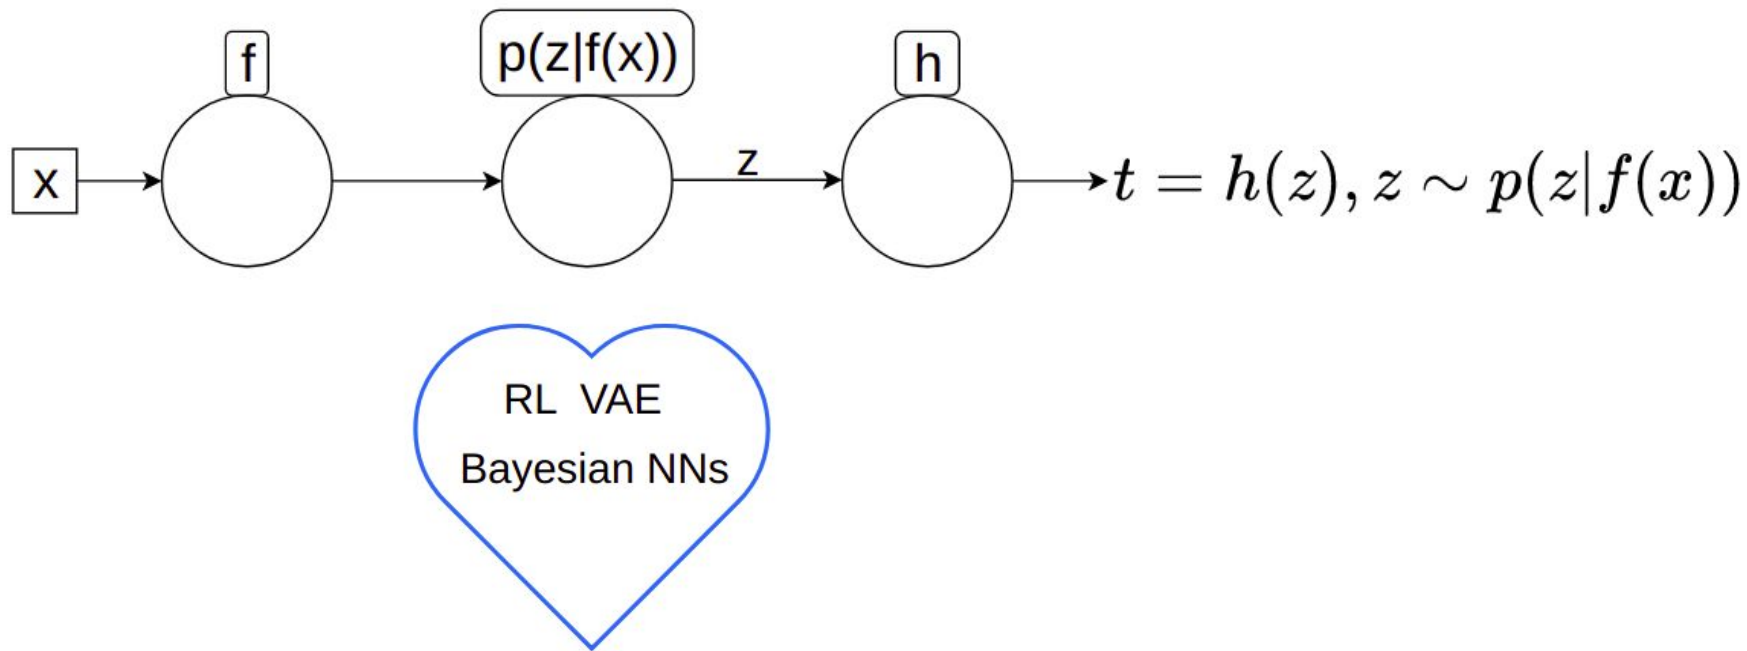 f
p(z|f(x))
h
x
z
t = h(z), z ∼ p(z|f(x))
RL VAE
Bayesian NNs